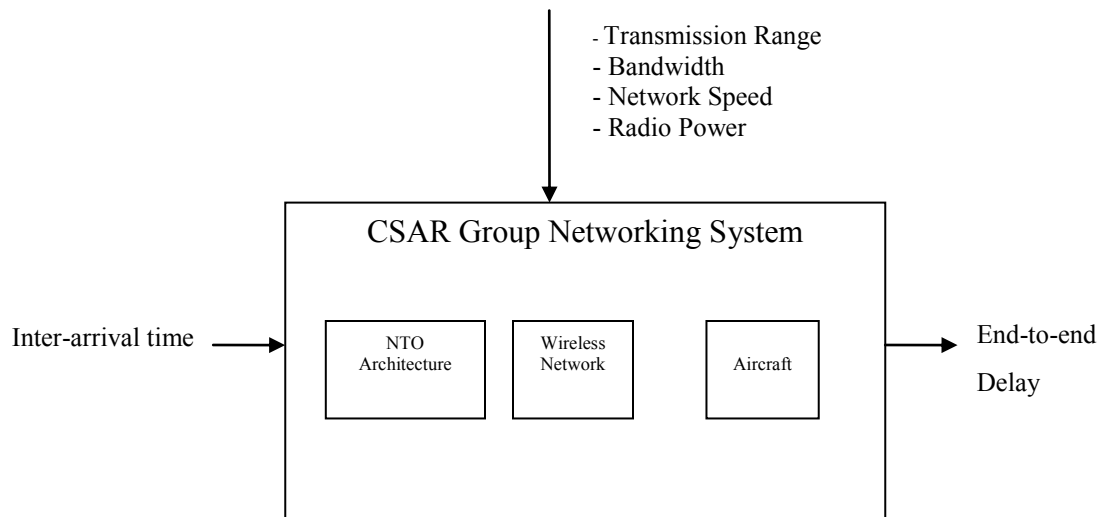 - Transmission Range
- Bandwidth
- Network Speed
- Radio Power
CSAR Group Networking System
Inter-arrival time
NTO
Architecture
Wireless
Network
Aircraft
End-to-end
Delay